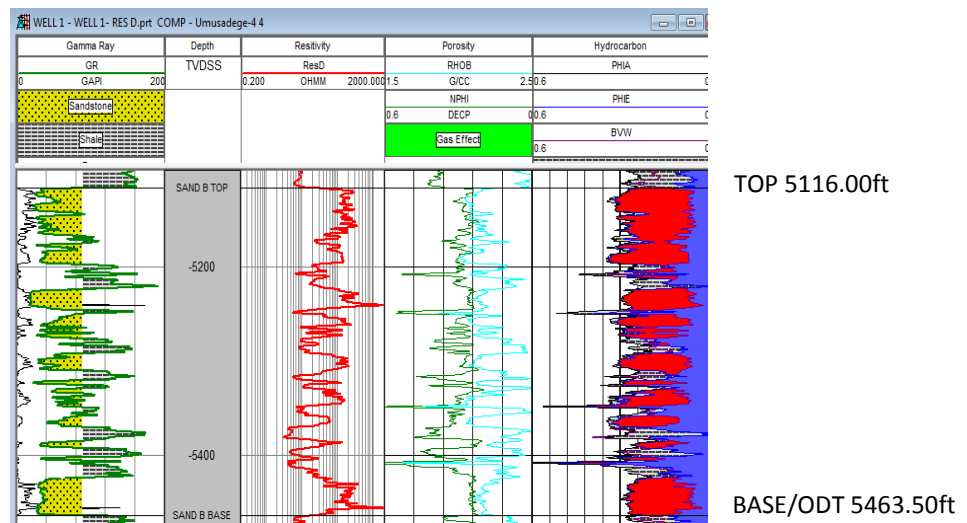 WELL 1 - WELL 1- RES D.prt COMP - Umusadege-4 4
Gamma Ray Depth Resitivity Porosity Hydrocarbon
GR TVDSS ResD RHOB PHIA
0 GAPI 200 0.200 OHMM 2000.000 1.5 G/CC 2.5 0.6 0
NPHI PHIE
0.6 DECP 0 0.6 0
Sandstone
Shale
Gas Effect
BVW
0.6 0
SAND B TOP
TOP 5116.00ft
-5200
-5400
SAND B BASE
BASE/ODT 5463.50ft